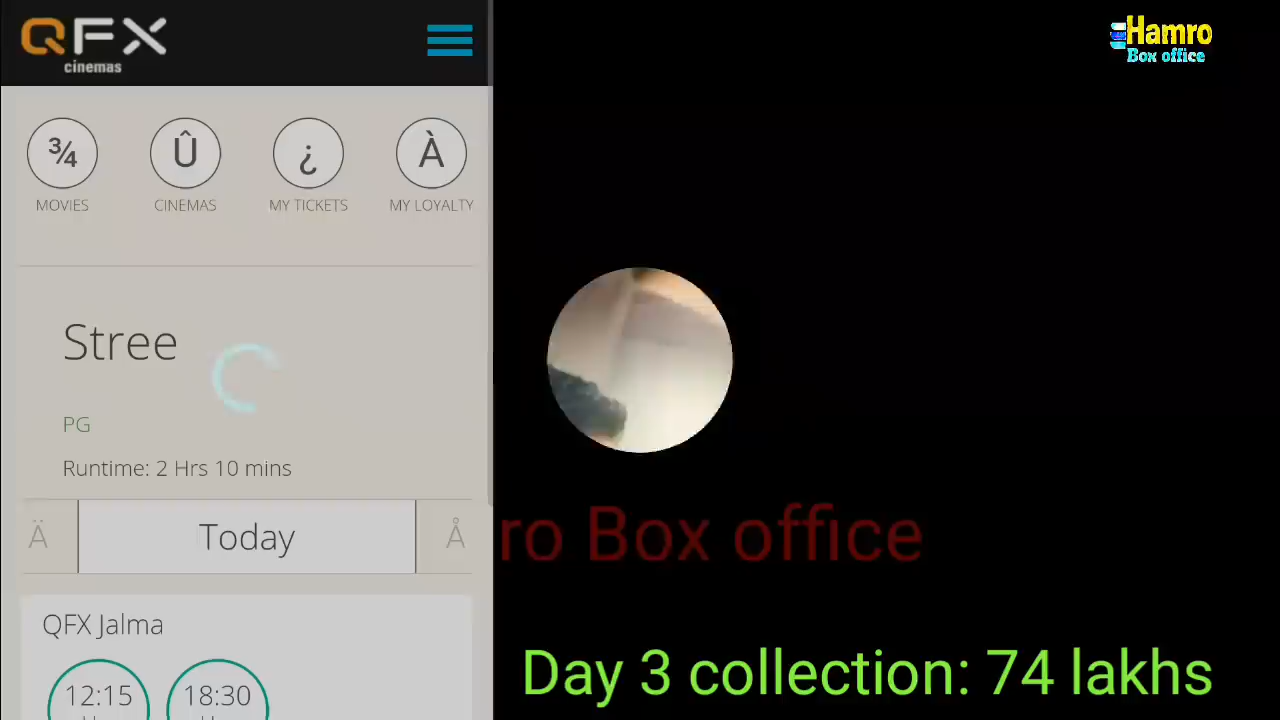 QFX
cinemas
Hamro
Box office
¾ Û ¿ À
MOVIES CINEMAS MY TICKETS MY LOYALTY
Stree
PG
Runtime: 2 Hrs 10 mins
Ä Today Å
ro Box office
QFX Jalma
Day 3 collection: 74 lakhs
12:15 18:30